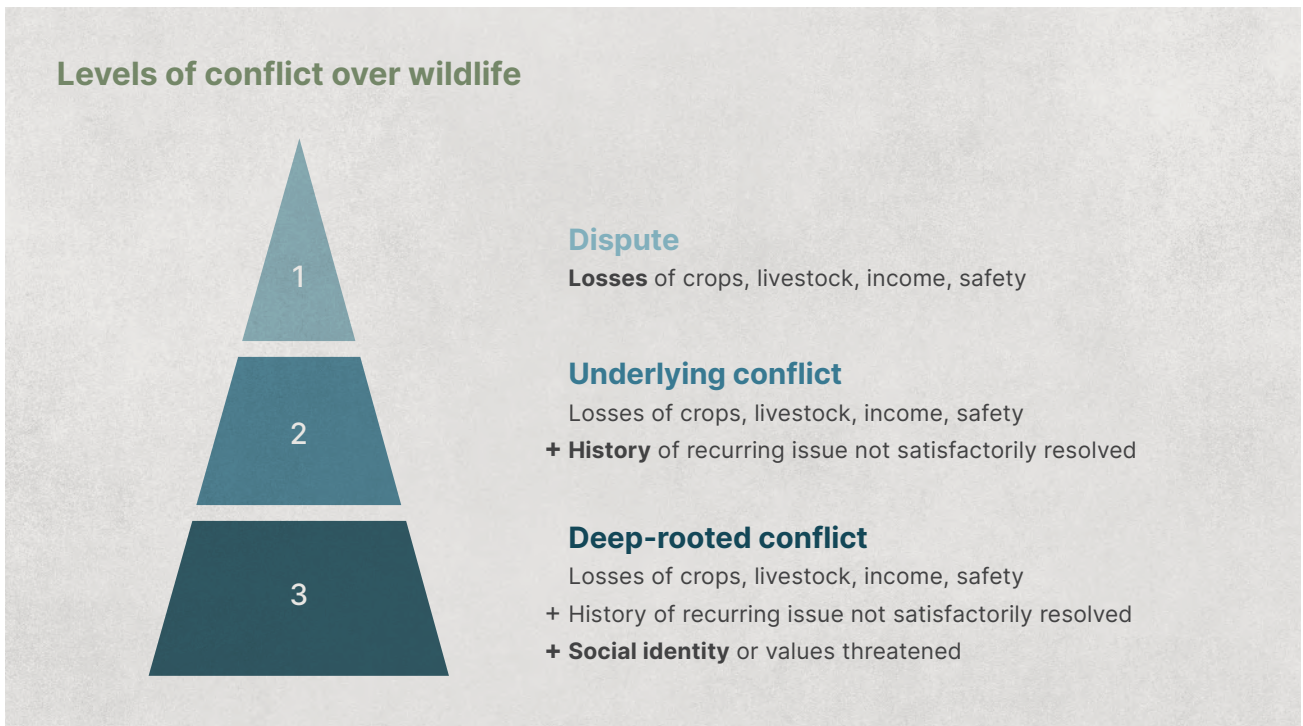 Levels of conflict over wildlife
1
Dispute
Losses of crops, livestock, income, safety
2
Underlying conflict
Losses of crops, livestock, income, safety
+ History of recurring issue not satisfactorily resolved
3
Deep-rooted conflict
Losses of crops, livestock, income, safety
+ History of recurring issue not satisfactorily resolved
+ Social identity or values threatened